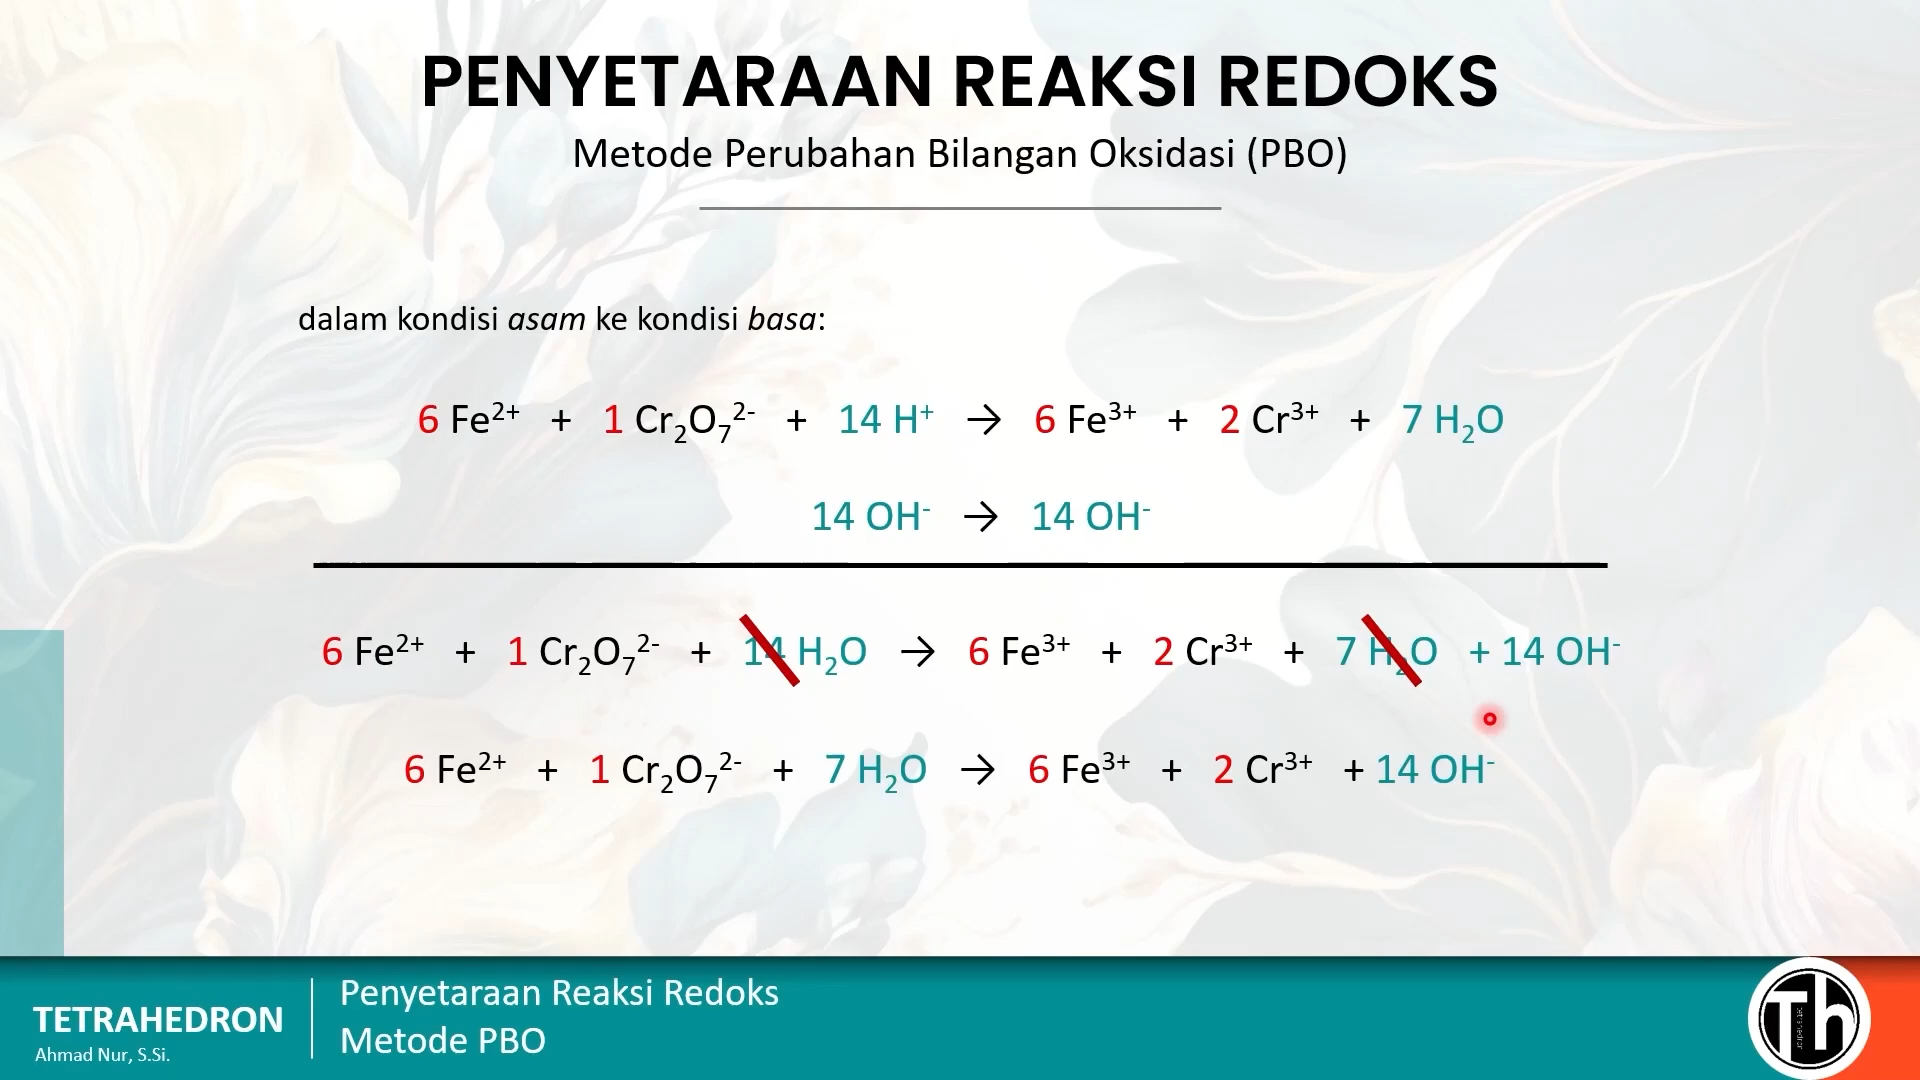 PENYETARAAN REAKSI REDOKS
Metode Perubahan Bilangan Oksidasi (PBO)
dalam kondisi asam ke kondisi basa:
6 Fe²⁺ + 1 Cr₂O₇²⁻ + 14 H⁺ → 6 Fe³⁺ + 2 Cr³⁺ + 7 H₂O
14 OH⁻ → 14 OH⁻
6 Fe²⁺ + 1 Cr₂O₇²⁻ + 14 H₂O → 6 Fe³⁺ + 2 Cr³⁺ + 7 H₂O + 14 OH⁻
6 Fe²⁺ + 1 Cr₂O₇²⁻ + 7 H₂O → 6 Fe³⁺ + 2 Cr³⁺ + 14 OH⁻
TETRAHEDRON
Ahmad Nur, S.Si.
Penyetaraan Reaksi Redoks
Metode PBO
Th